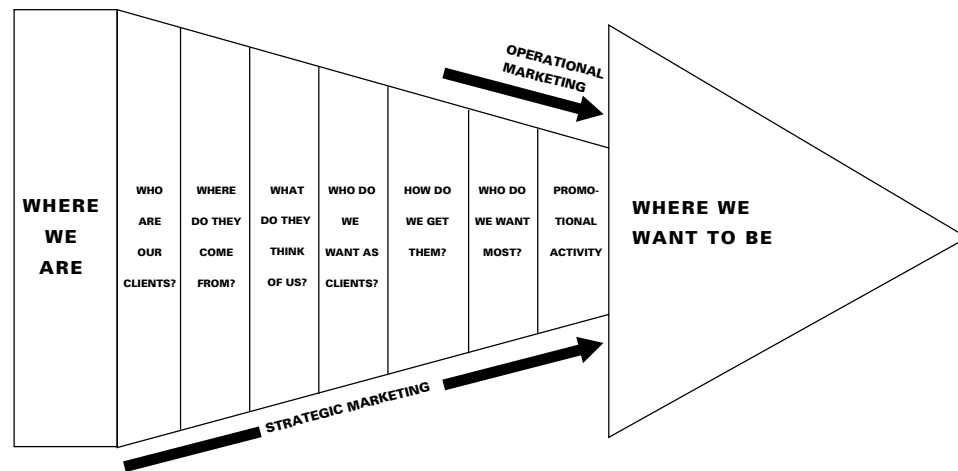 WHERE
WE
ARE
WHO
ARE
OUR
CLIENTS?
WHERE
DO THEY
COME
FROM?
WHAT
DO THEY
THINK
OF US?
WHO DO
WE
WANT AS
CLIENTS?
HOW DO
WE GET
THEM?
WHO DO
WE WANT
MOST?
PROMO-
TIONAL
ACTIVITY
OPERATIONAL
MARKETING
STRATEGIC MARKETING
WHERE WE
WANT TO BE